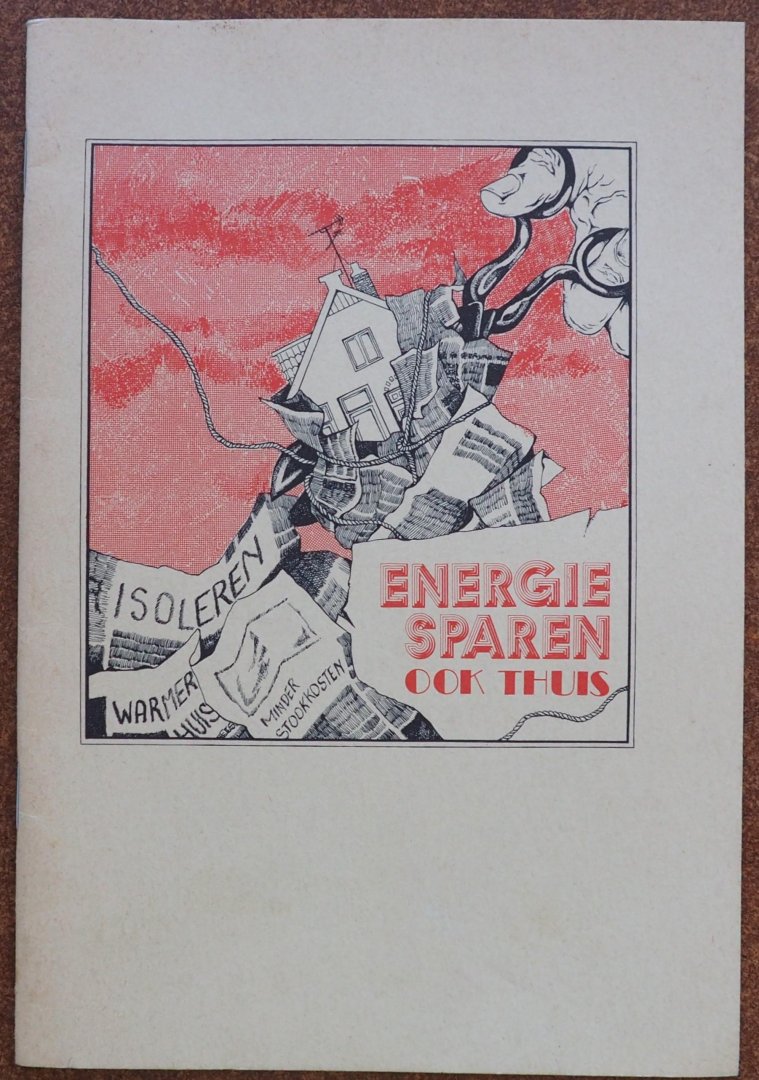 ISOLEREN
WARMER
HUIS
MINDER
STOOKKOSTEN
ENERGIE
SPAREN
OOK THUIS